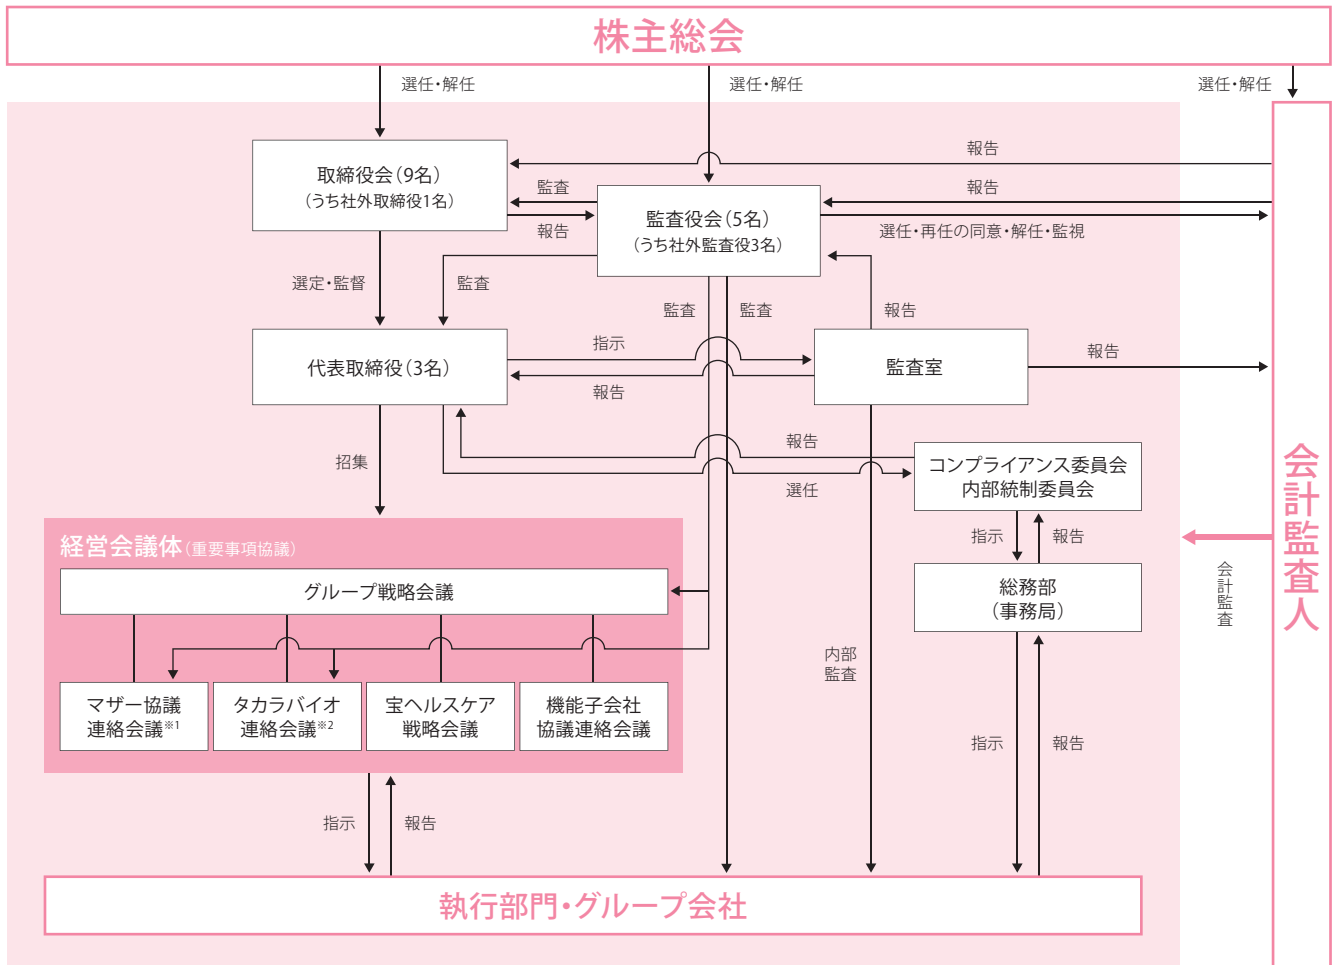 株主総会
選任・解任
選任・解任
選任・解任
取締役会（9名）
（うち社外取締役1名）
報告
監査
報告
監査役会（5名）
（うち社外監査役3名）
報告
選任・再任の同意・解任・監視
選定・監督
監査
監査
監査
報告
代表取締役（3名）
指示
報告
監査室
報告
招集
報告
選任
コンプライアンス委員会
内部統制委員会
会計監査人
会計監査
指示
報告
経営会議体（重要事項協議）
グループ戦略会議
総務部
（事務局）
内部
監査
マザー協議
連絡会議※1
タカラバイオ
連絡会議※2
宝ヘルスケア
戦略会議
機能子会社
協議連絡会議
指示
報告
指示
報告
執行部門・グループ会社